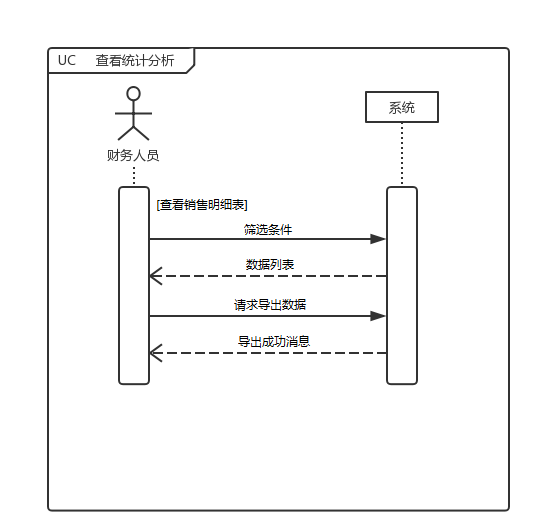 UC 查看统计分析
系统
财务人员
[查看销售明细表]
筛选条件
数据列表
请求导出数据
导出成功消息